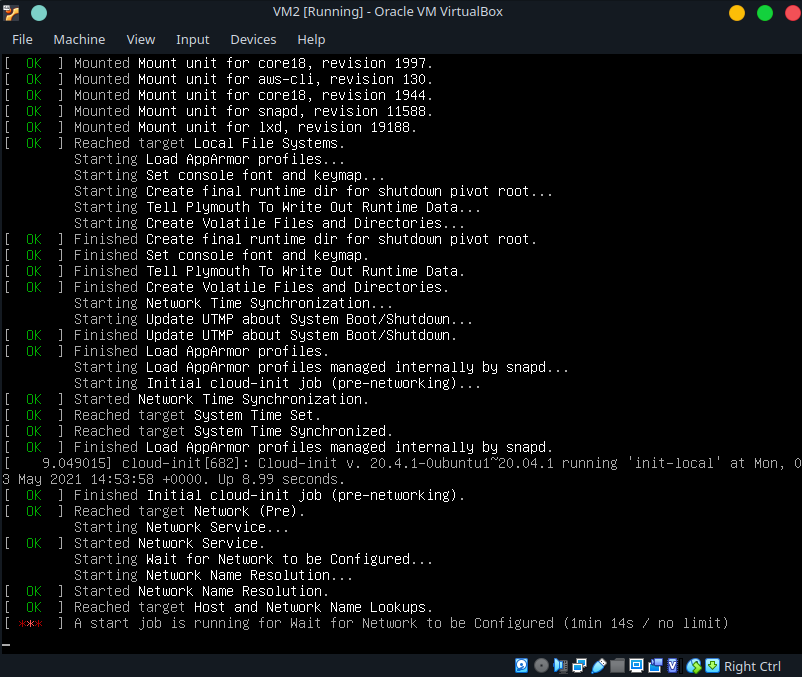 VM2 [Running] - Oracle VM VirtualBox
File Machine View Input Devices Help
[  OK  ] Mounted Mount unit for core18, revision 1997.
[  OK  ] Mounted Mount unit for aws-cli, revision 130.
[  OK  ] Mounted Mount unit for core18, revision 1944.
[  OK  ] Mounted Mount unit for snapd, revision 11588.
[  OK  ] Mounted Mount unit for lxd, revision 19188.
[  OK  ] Reached target Local File Systems.
Starting Load AppArmor profiles...
Starting Set console font and keymap...
Starting Create final runtime dir for shutdown pivot root...
Starting Tell Plymouth To Write Out Runtime Data...
Starting Create Volatile Files and Directories...
[  OK  ] Finished Create final runtime dir for shutdown pivot root.
[  OK  ] Finished Set console font and keymap.
[  OK  ] Finished Tell Plymouth To Write Out Runtime Data.
[  OK  ] Finished Create Volatile Files and Directories.
Starting Network Time Synchronization...
Starting Update UTMP about System Boot/Shutdown...
[  OK  ] Finished Update UTMP about System Boot/Shutdown.
[  OK  ] Finished Load AppArmor profiles.
Starting Load AppArmor profiles managed internally by snapd...
Starting Initial cloud-init job (pre-networking)...
[  OK  ] Started Network Time Synchronization.
[  OK  ] Reached target System Time Set.
[  OK  ] Reached target System Time Synchronized.
[  OK  ] Finished Load AppArmor profiles managed internally by snapd.
[    9.049015] cloud-init[682]: Cloud-init v. 20.4.1-0ubuntu1~20.04.1 running 'init-local' at Mon, 0
3 May 2021 14:53:58 +0000. Up 8.99 seconds.
[  OK  ] Finished Initial cloud-init job (pre-networking).
[  OK  ] Reached target Network (Pre).
Starting Network Service...
[  OK  ] Started Network Service.
Starting Wait for Network to be Configured...
Starting Network Name Resolution...
[  OK  ] Started Network Name Resolution.
[  OK  ] Reached target Host and Network Name Lookups.
[ ***  ] A start job is running for Wait for Network to be Configured (1min 14s / no limit)
Right Ctrl